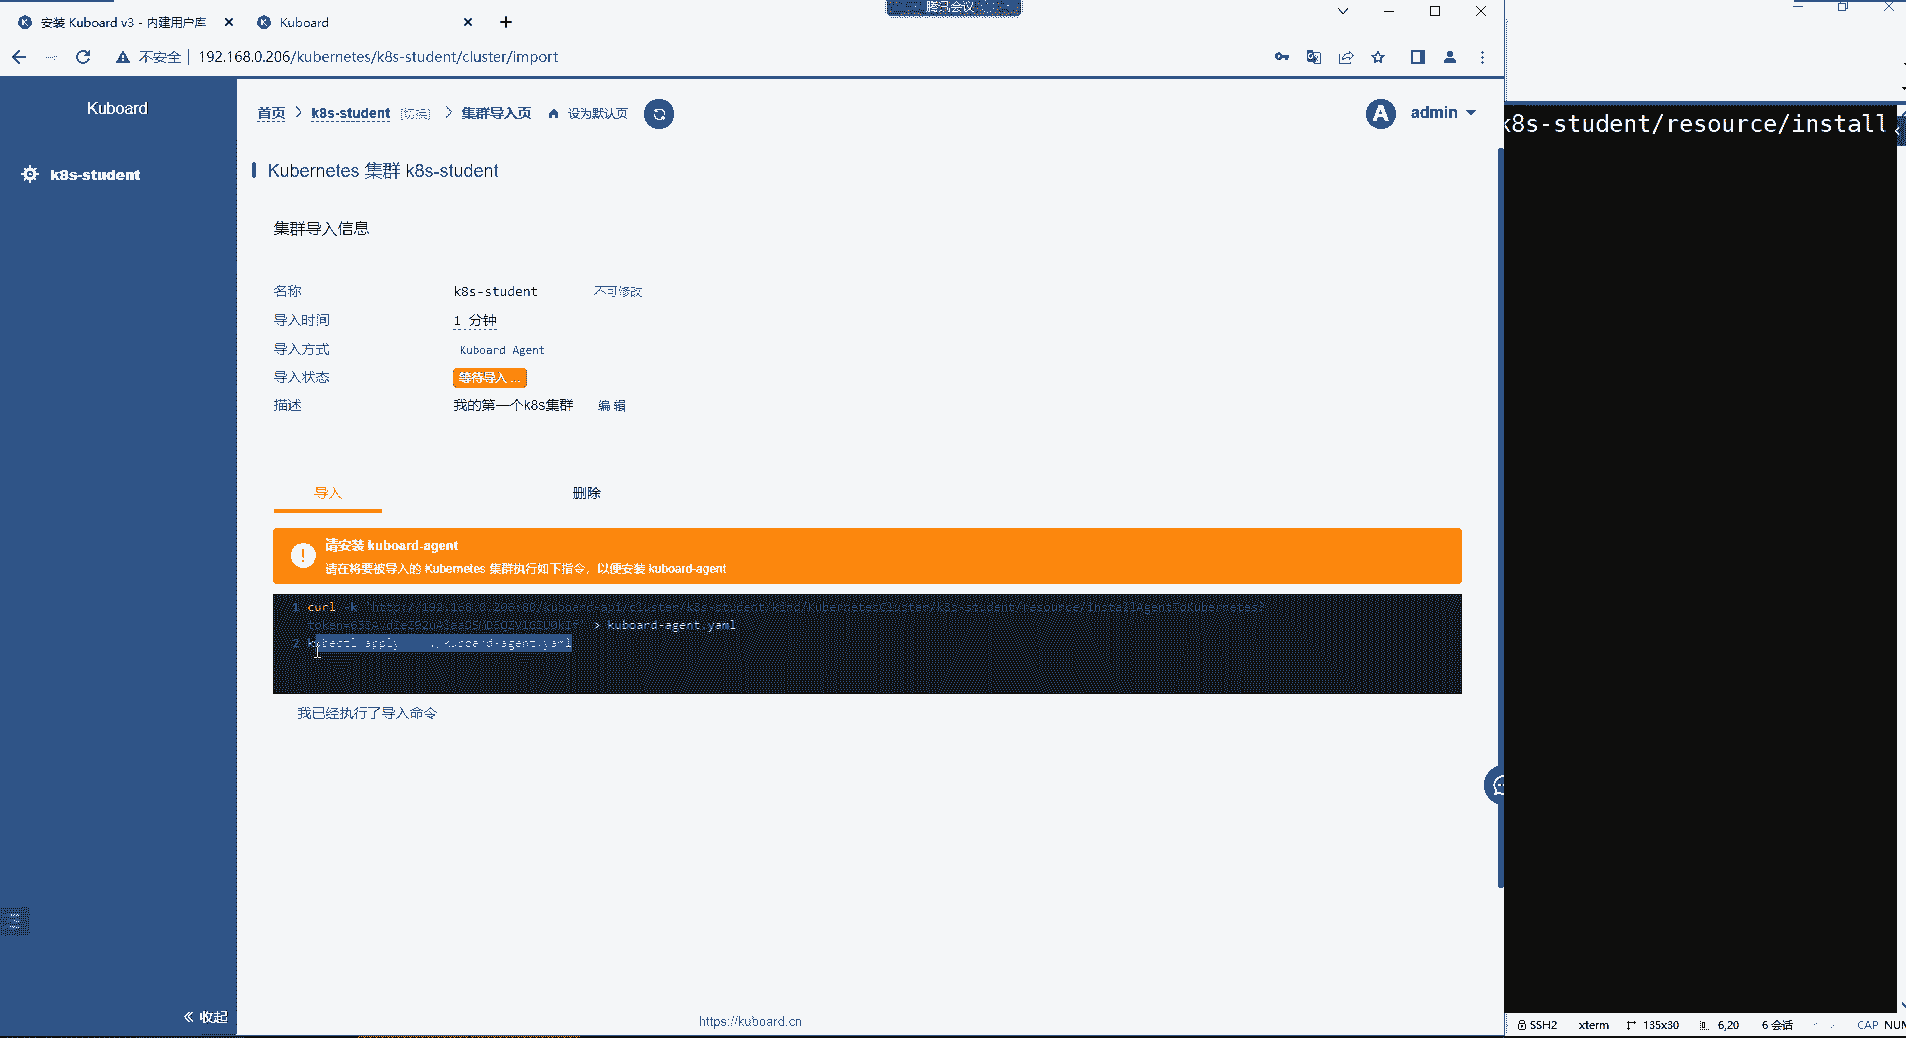 腾讯会议
安装 Kuboard v3 - 内建用户库
Kuboard
不安全 192.168.0.206/kubernetes/k8s-student/cluster/import
Kuboard
首页 > k8s-student [切换] > 集群导入页 设为默认页
A admin
k8s-student/resource/install
k8s-student
Kubernetes 集群 k8s-student
集群导入信息
名称 k8s-student 不可修改
导入时间 1 分钟
导入方式 Kuboard Agent
导入状态 等待导入 ...
描述 我的第一个k8s集群 编 辑
导入 删除
请安装 kuboard-agent
请在将要被导入的 Kubernetes 集群执行如下指令，以便安装 kuboard-agent
1 curl -k 'http://192.168.0.206:80/kuboard-api/cluster/k8s-student/kind/KubernetesCluster/k8s-student/resource/installAgentToKubernetes?
> kuboard-agent.yaml
2 kubectl apply ./kuboard-agent.yaml
我已经执行了导入命令
« 收起
https://kuboard.cn
SSH2 xterm 135x30 6,20 6 会话 CAP NUM